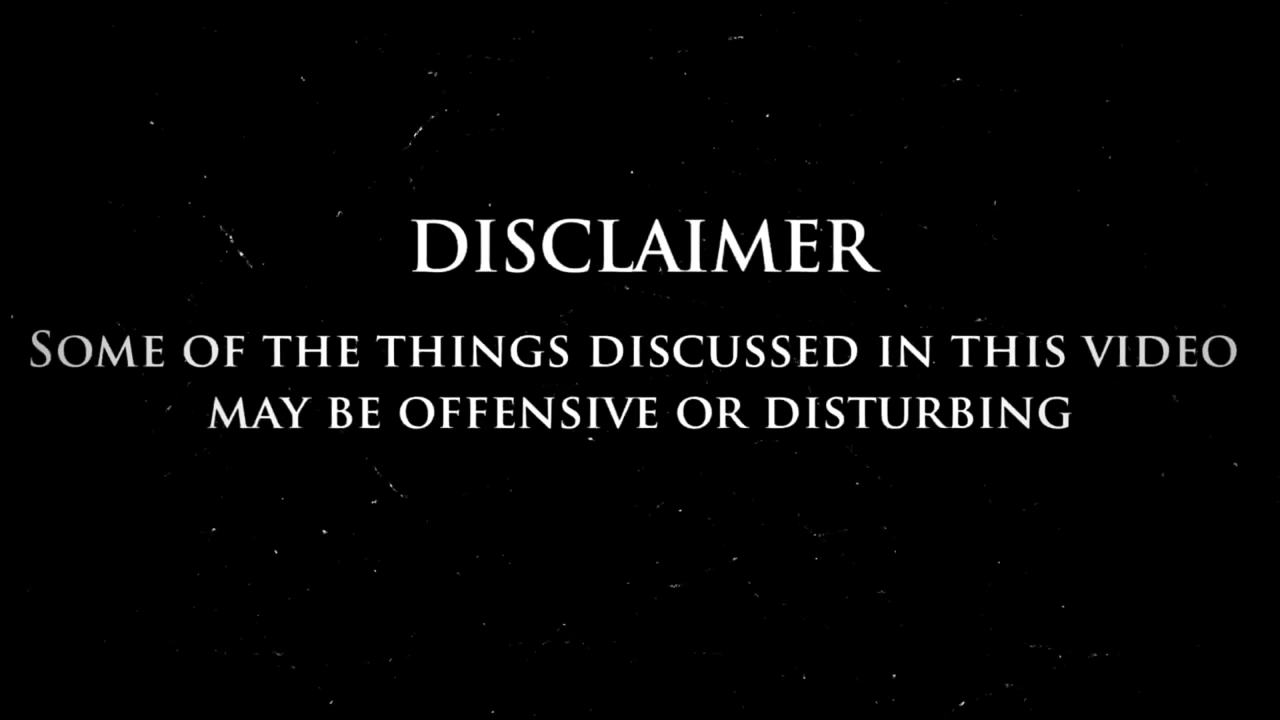 DISCLAIMER
SOME OF THE THINGS DISCUSSED IN THIS VIDEO
MAY BE OFFENSIVE OR DISTURBING